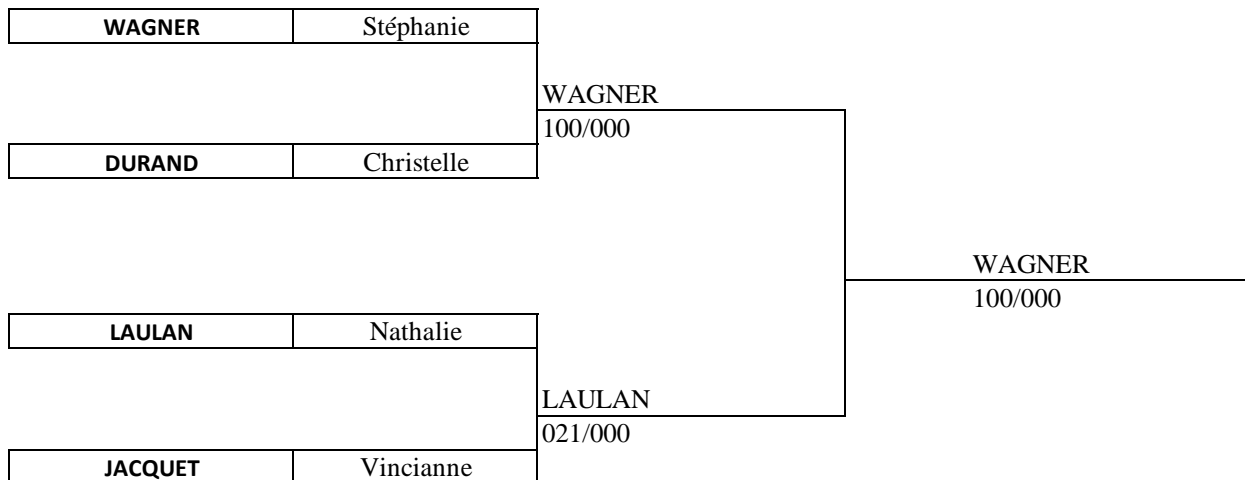 WAGNER Stéphanie
WAGNER
100/000
DURAND Christelle
WAGNER
100/000
LAULAN Nathalie
LAULAN
021/000
JACQUET Vincianne